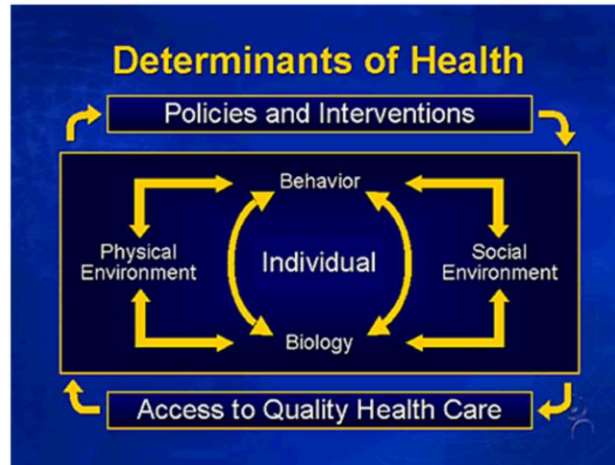 Determinants of Health
Policies and Interventions
Behavior
Physical
Environment
Individual
Social
Environment
Biology
Access to Quality Health Care